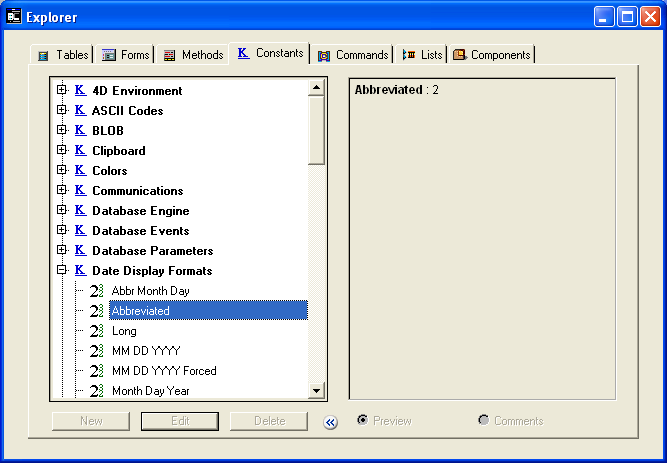 Explorer
Tables Forms Methods K Constants Commands Lists Components
K 4D Environment
K ASCII Codes
K BLOB
K Clipboard
K Colors
K Communications
K Database Engine
K Database Events
K Database Parameters
K Date Display Formats
Abbr Month Day
Abbreviated
Long
MM DD YYYY
MM DD YYYY Forced
Month Day Year
Abbreviated : 2
New Edit Delete Preview Comments